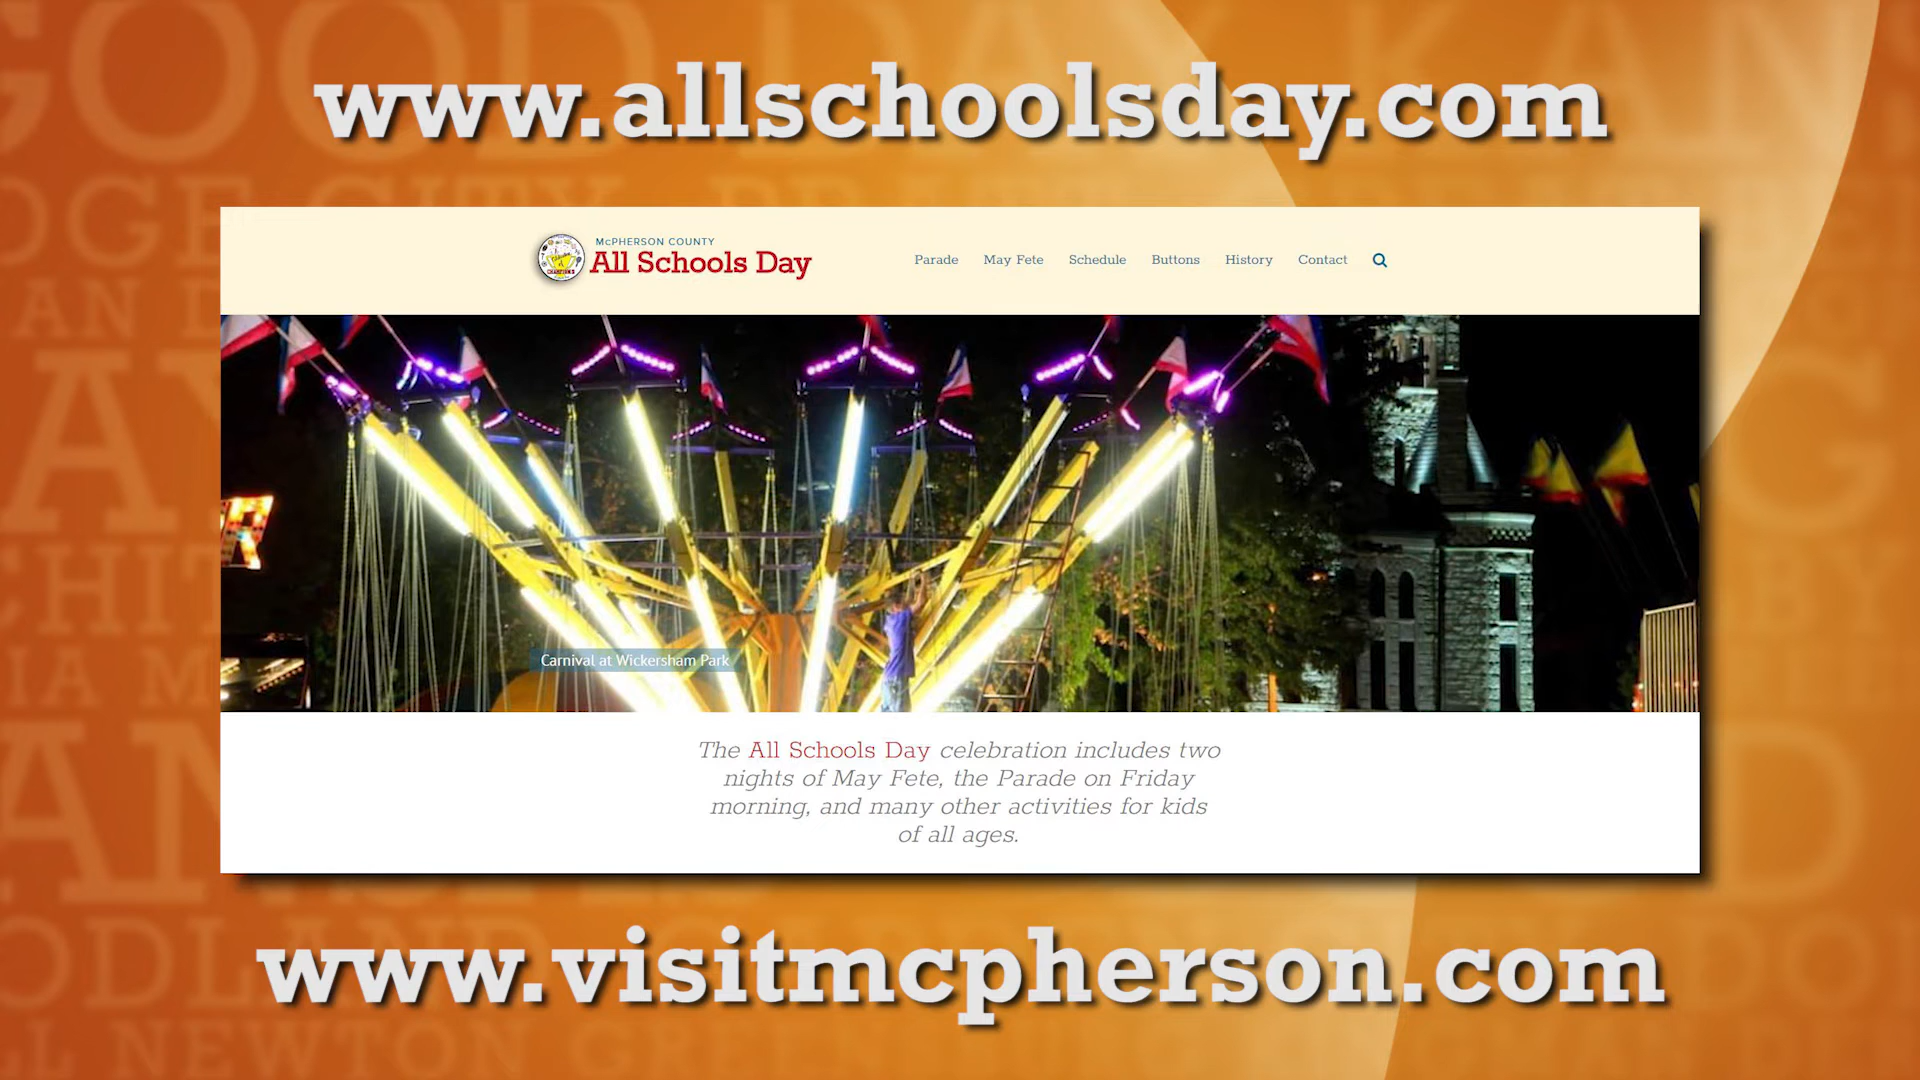 www.allschoolsday.com
McPHERSON COUNTY
All Schools Day
Parade May Fete Schedule Buttons History Contact
Carnival at Wickersham Park
The All Schools Day celebration includes two
nights of May Fete, the Parade on Friday
morning, and many other activities for kids
of all ages.
www.visitmcpherson.com